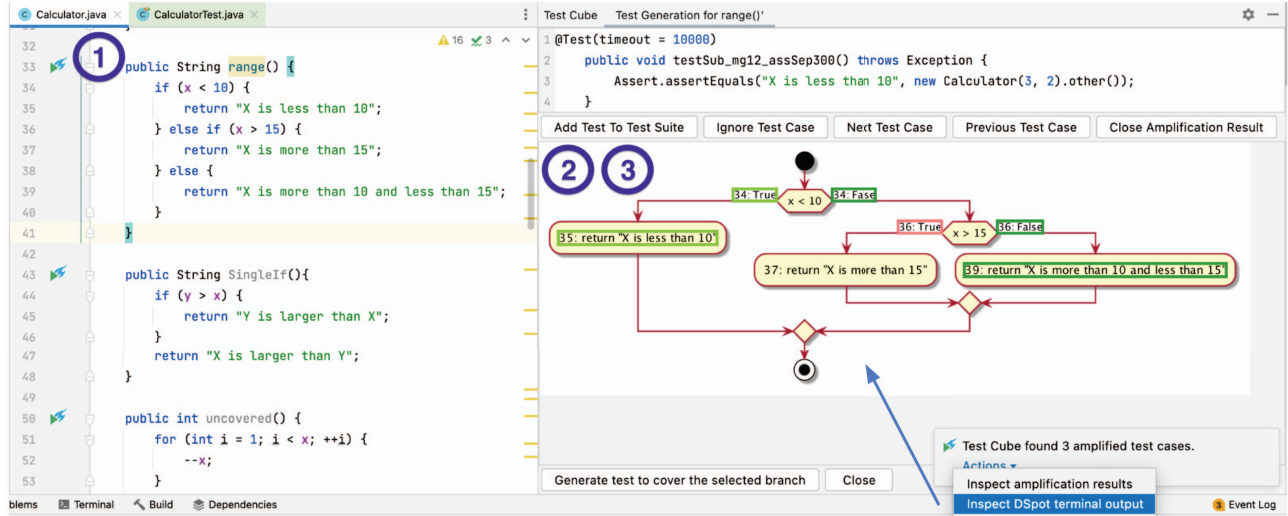 Calculator.java
CalculatorTest.java
Test Cube Test Generation for range()'
32
33 public String range() {
34 if (x < 10) {
35 return "X is less than 10";
36 } else if (x > 15) {
37 return "X is more than 15";
38 } else {
39 return "X is more than 10 and less than 15";
40 }
41 }
42
43 public String SingleIf(){
44 if (y > x) {
45 return "Y is larger than X";
46 }
47 return "X is larger than Y";
48 }
49
50 public int uncovered() {
51 for (int i = 1; i < x; ++i) {
52 --x;
53 }
16 3
1
1 @Test(timeout = 10000)
2 public void testSub_mg12_assSep300() throws Exception {
3 Assert.assertEquals("X is less than 10", new Calculator(3, 2).other());
4 }
Add Test To Test Suite Ignore Test Case Next Test Case Previous Test Case Close Amplification Result
2 3
34: True x < 10 34: Fase
35: return "X is less than 10"
36: True x > 15 36: False
37: return "X is more than 15"
39: return "X is more than 10 and less than 15"
Test Cube found 3 amplified test cases.
Actions
Inspect amplification results
Inspect DSpot terminal output
Generate test to cover the selected branch Close
blems Terminal Build Dependencies
3 Event Log